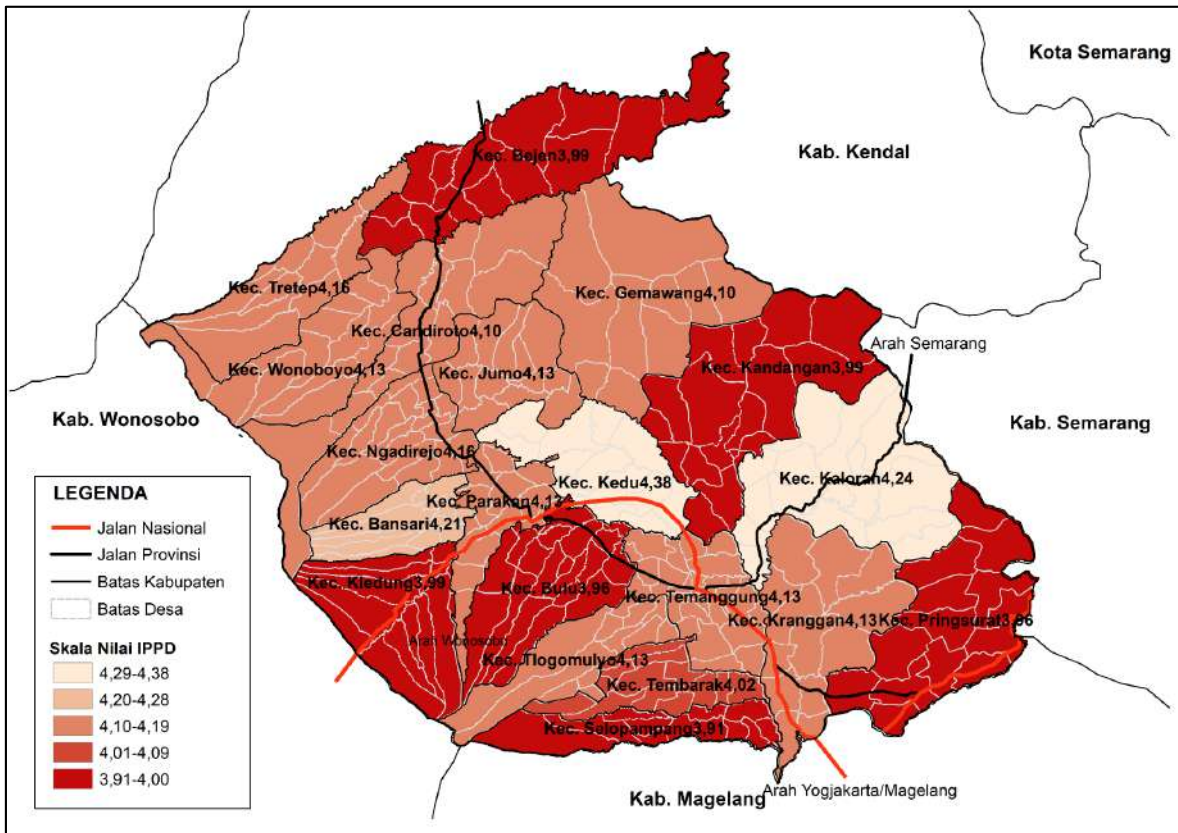 Kota Semarang
Kab. Kendal
Kec. Bejen3,99
Kec. Tretep4,16
Kec. Gemawang4,10
Kec. Candiroto4,10
Arah Semarang
Kec. Wonoboyo4,13
Kec. Jumo4,13
Kec. Kandangan3,99
Kab. Wonosobo
Kab. Semarang
Kec. Ngadirejo4,16
Kec. Kedu4,38
Kec. Kaloran4,24
Kec. Parakan4,13
Kec. Bansari4,21
Kec. Kledung3,99
Kec. Bulu3,96
Kec. Temanggung4,13
Kec. Kranggan4,13
Kec. Pringsurat3,96
Arah Wonosobo
Kec. Tlogomulyo4,13
Kec. Tembarak4,02
Kec. Selopampang3,91
Kab. Magelang
Arah Yogyakarta/Magelang
LEGENDA
Jalan Nasional
Jalan Provinsi
Batas Kabupaten
Batas Desa
Skala Nilai IPPD
4,29-4,38
4,20-4,28
4,10-4,19
4,01-4,09
3,91-4,00